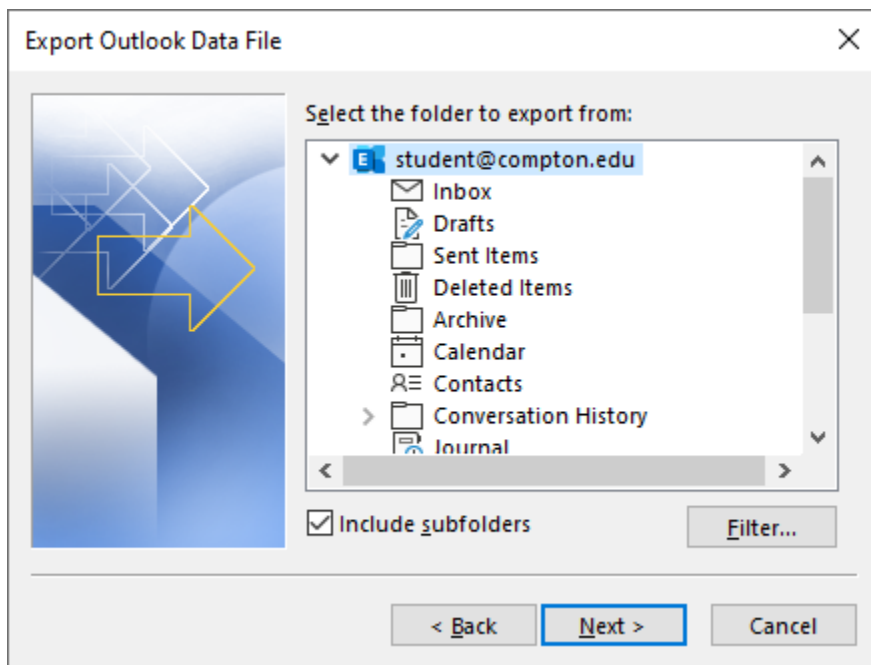 Export Outlook Data File
Select the folder to export from:
student@compton.edu
Inbox
Drafts
Sent Items
Deleted Items
Archive
Calendar
Contacts
Conversation History
Journal
Include subfolders
Filter...
< Back
Next >
Cancel